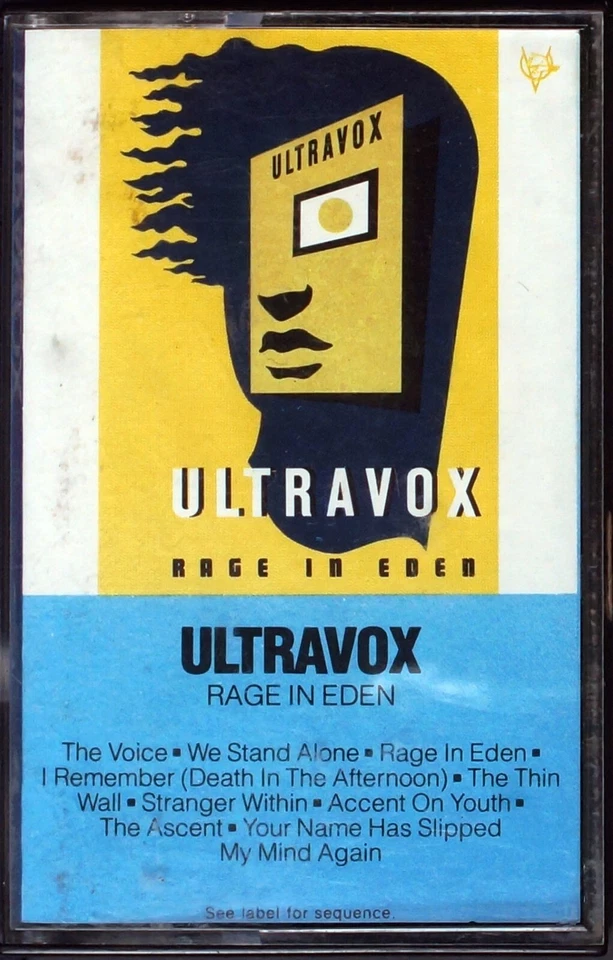 ULTRAVOX
ULTRAVOX
RAGE IN EDEN
ULTRAVOX
RAGE IN EDEN
The Voice ▪ We Stand Alone ▪ Rage In Eden ▪
I Remember (Death In The Afternoon) ▪ The Thin
Wall ▪ Stranger Within ▪ Accent On Youth ▪
The Ascent ▪ Your Name Has Slipped
My Mind Again
See label for sequence.